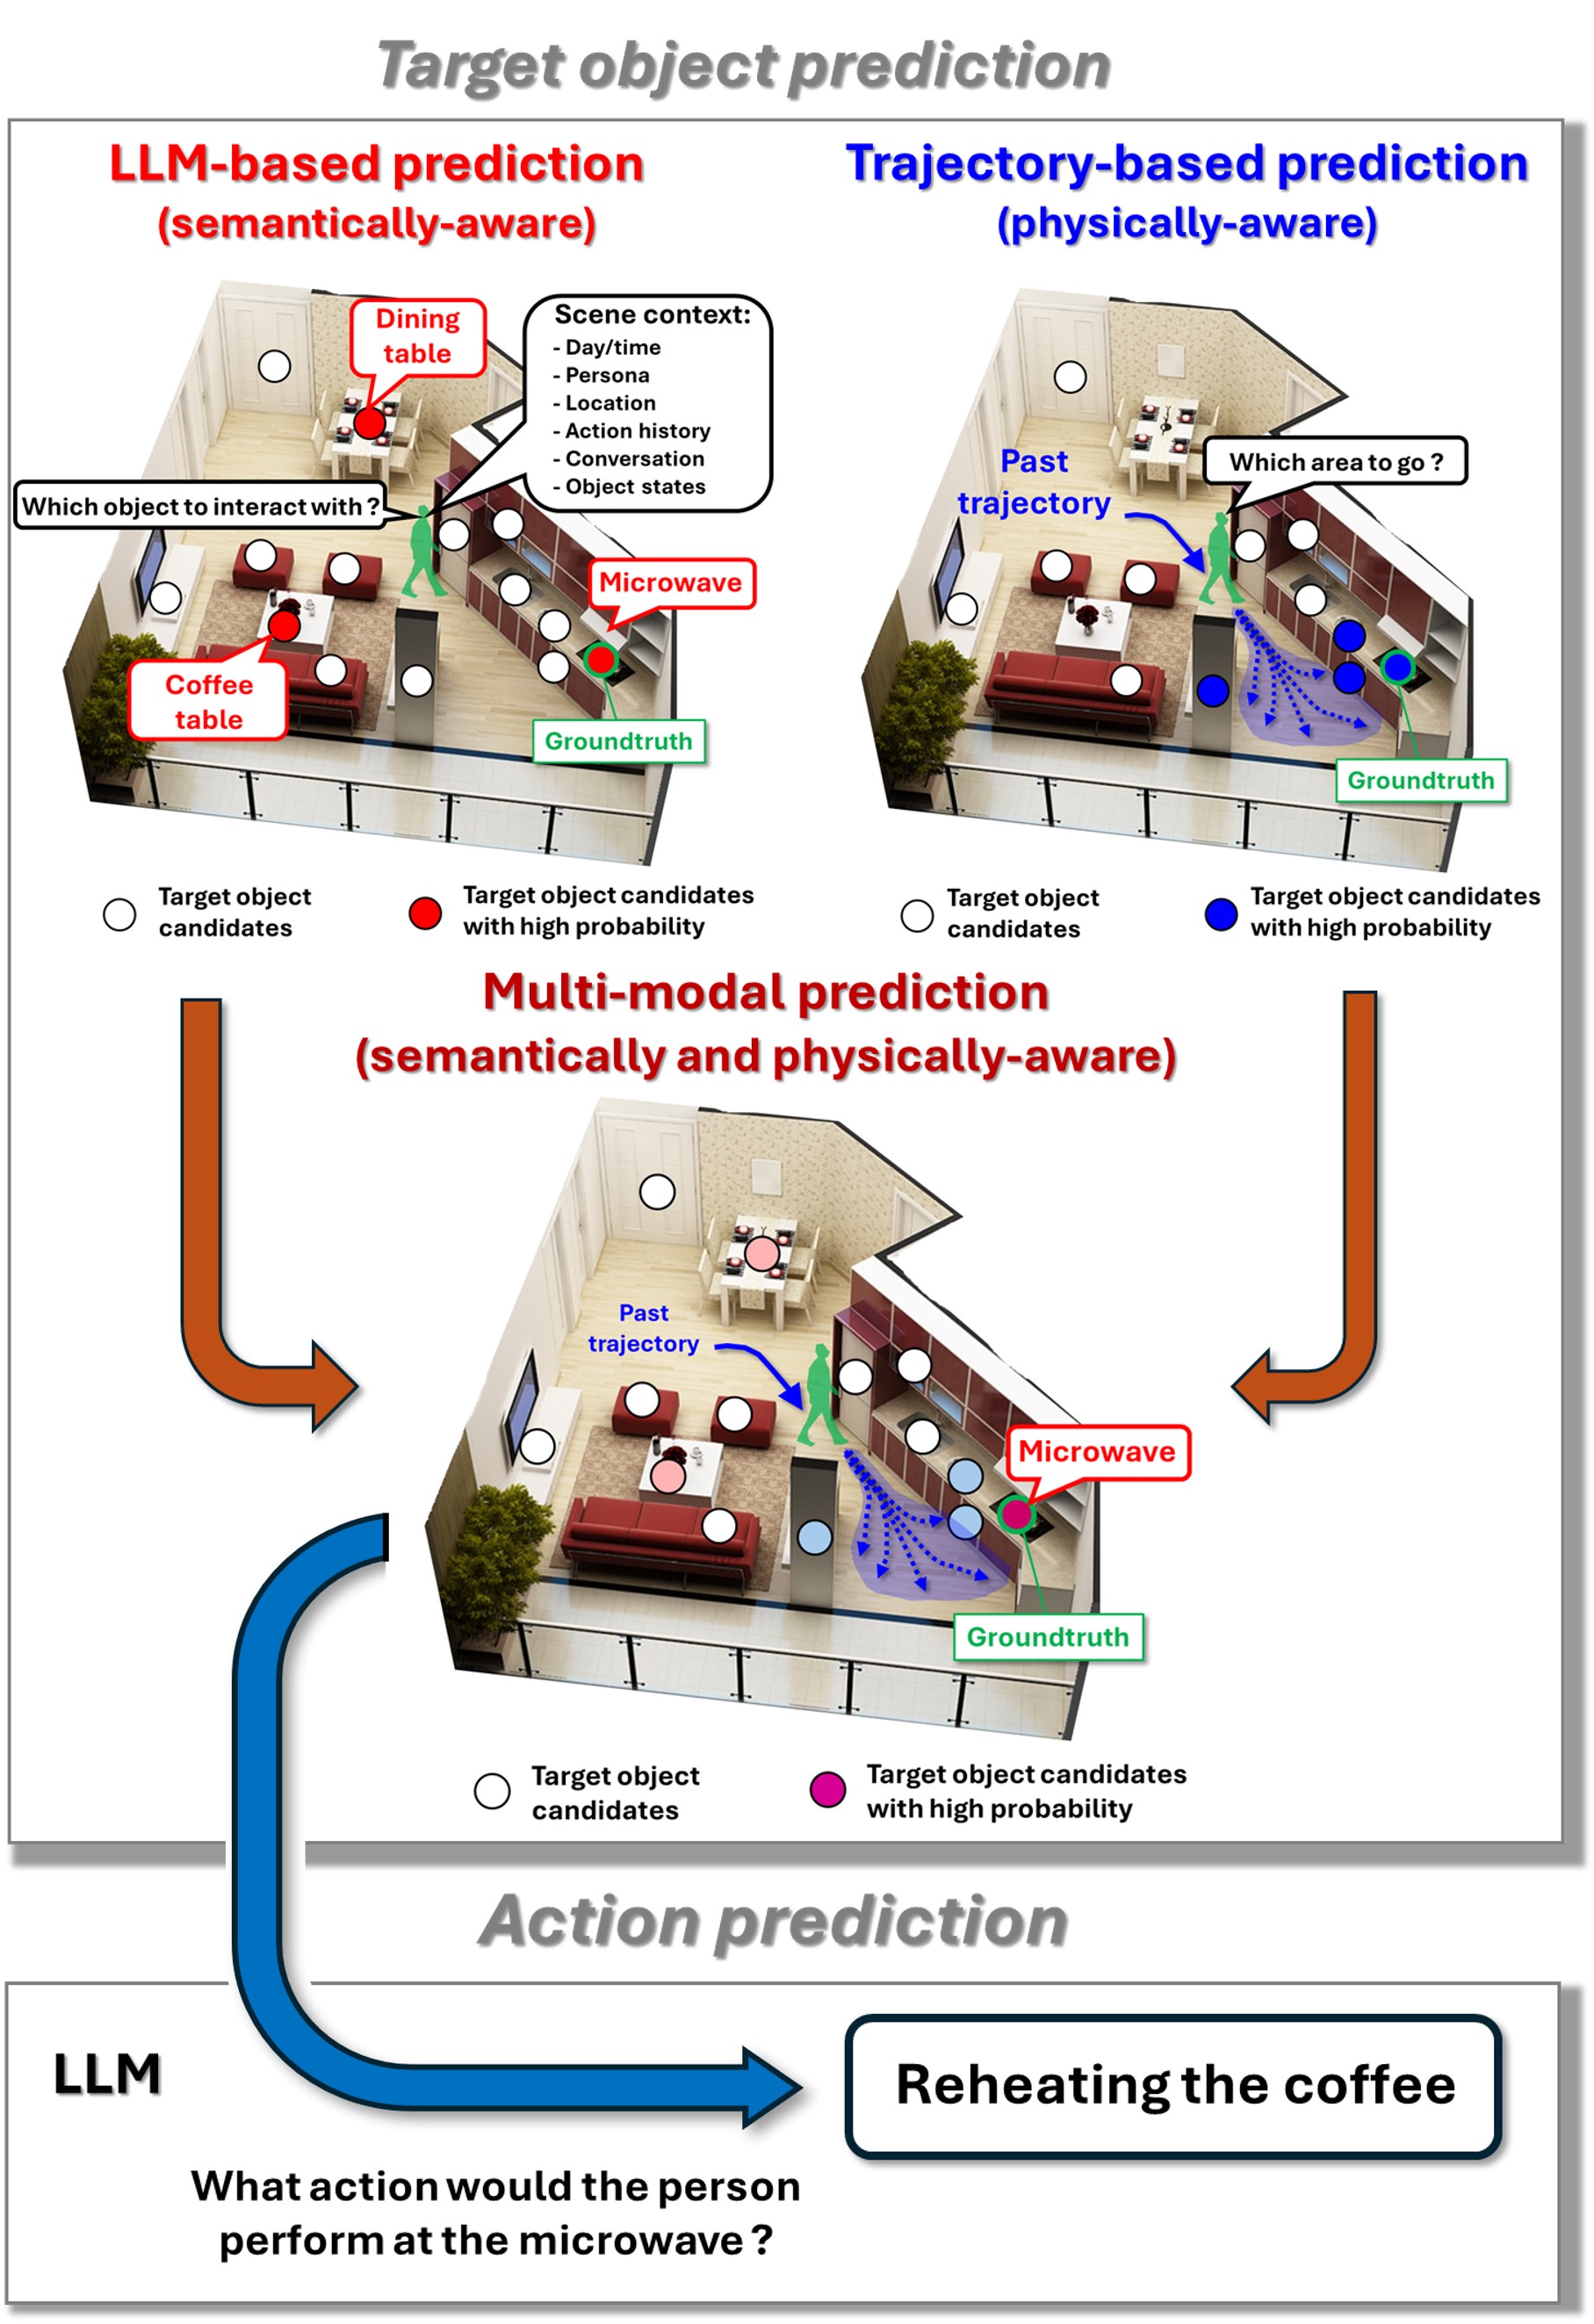 Target object prediction
LLM-based prediction
(semantically-aware)
Dining
table
Scene context:
- Day/time
- Persona
- Location
- Action history
- Conversation
- Object states
Which object to interact with ?
Microwave
Coffee
table
Groundtruth
Target object
candidates
Target object candidates
with high probability
Trajectory-based prediction
(physically-aware)
Past
trajectory
Which area to go ?
Groundtruth
Target object
candidates
Target object candidates
with high probability
Multi-modal prediction
(semantically and physically-aware)
Past
trajectory
Microwave
Groundtruth
Target object
candidates
Target object candidates
with high probability
Action prediction
LLM
Reheating the coffee
What action would the person
perform at the microwave ?